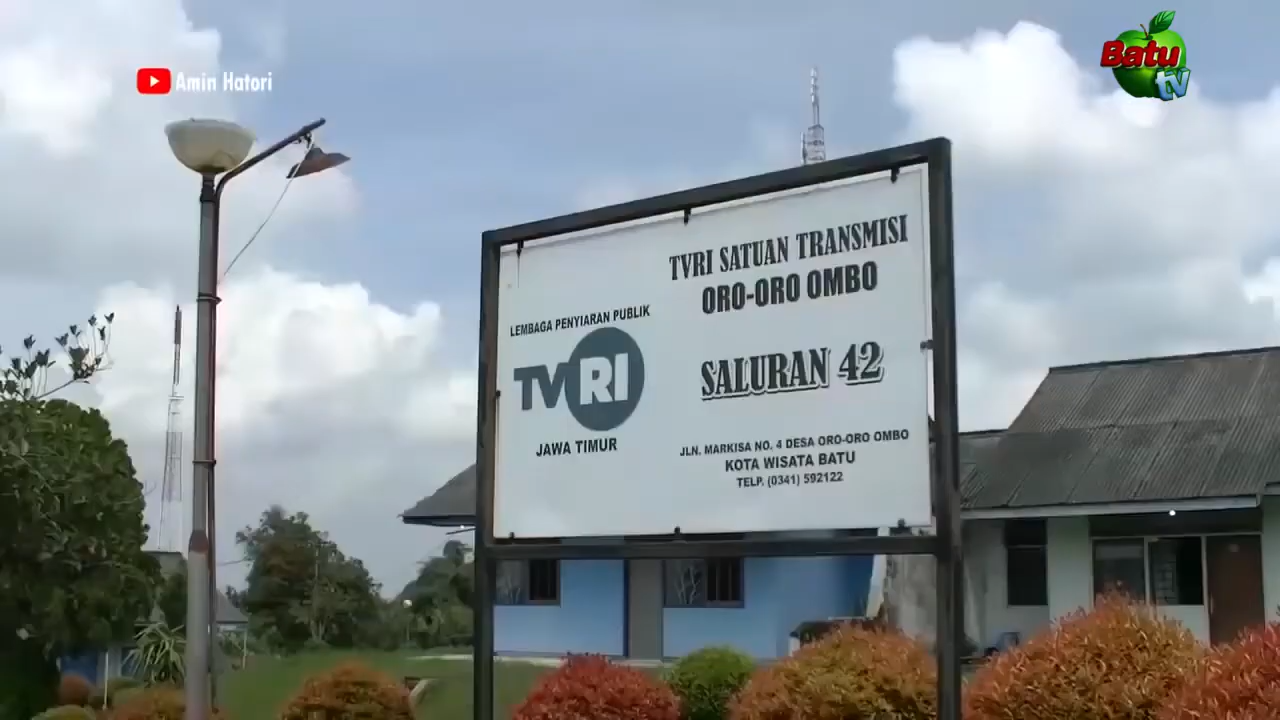 Amin Hatori
Batu
tv
TVRI SATUAN TRANSMISI
ORO-ORO OMBO
LEMBAGA PENYIARAN PUBLIK
TVRI
JAWA TIMUR
SALURAN 42
JLN. MARKISA NO. 4 DESA ORO-ORO OMBO
KOTA WISATA BATU
TELP. (0341) 592122